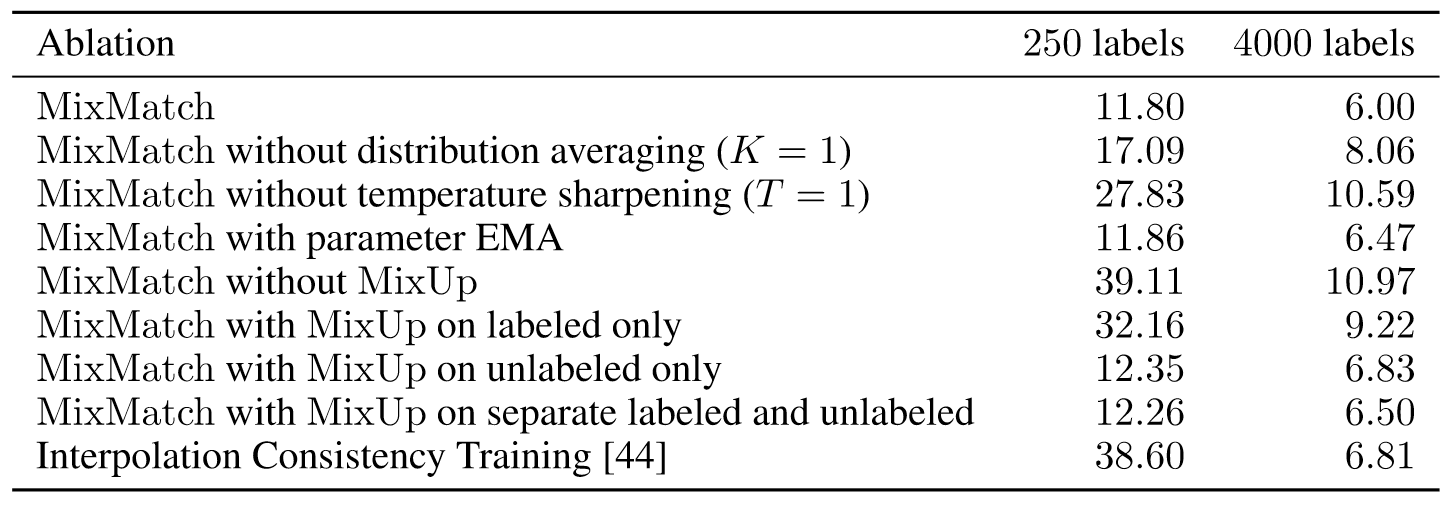 Ablation 250 labels 4000 labels
MixMatch 11.80 6.00
MixMatch without distribution averaging (K = 1) 17.09 8.06
MixMatch without temperature sharpening (T = 1) 27.83 10.59
MixMatch with parameter EMA 11.86 6.47
MixMatch without MixUp 39.11 10.97
MixMatch with MixUp on labeled only 32.16 9.22
MixMatch with MixUp on unlabeled only 12.35 6.83
MixMatch with MixUp on separate labeled and unlabeled 12.26 6.50
Interpolation Consistency Training [44] 38.60 6.81